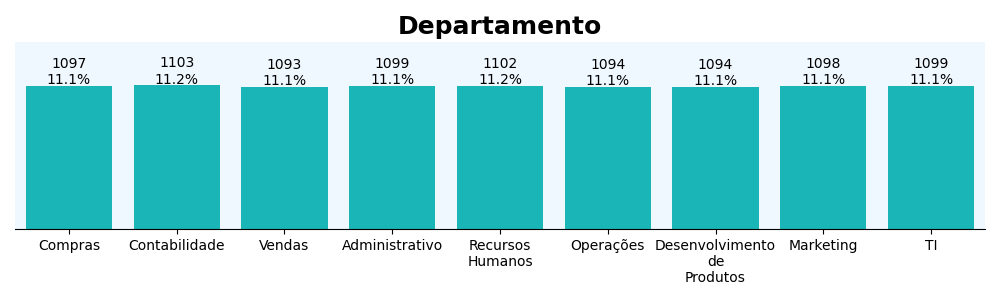 Departamento
1097 1103 1093 1099 1102 1094 1094 1098 1099
11.1% 11.2% 11.1% 11.1% 11.2% 11.1% 11.1% 11.1% 11.1%
Compras Contabilidade Vendas Administrativo Recursos Operações Desenvolvimento Marketing TI
Humanos de
Produtos